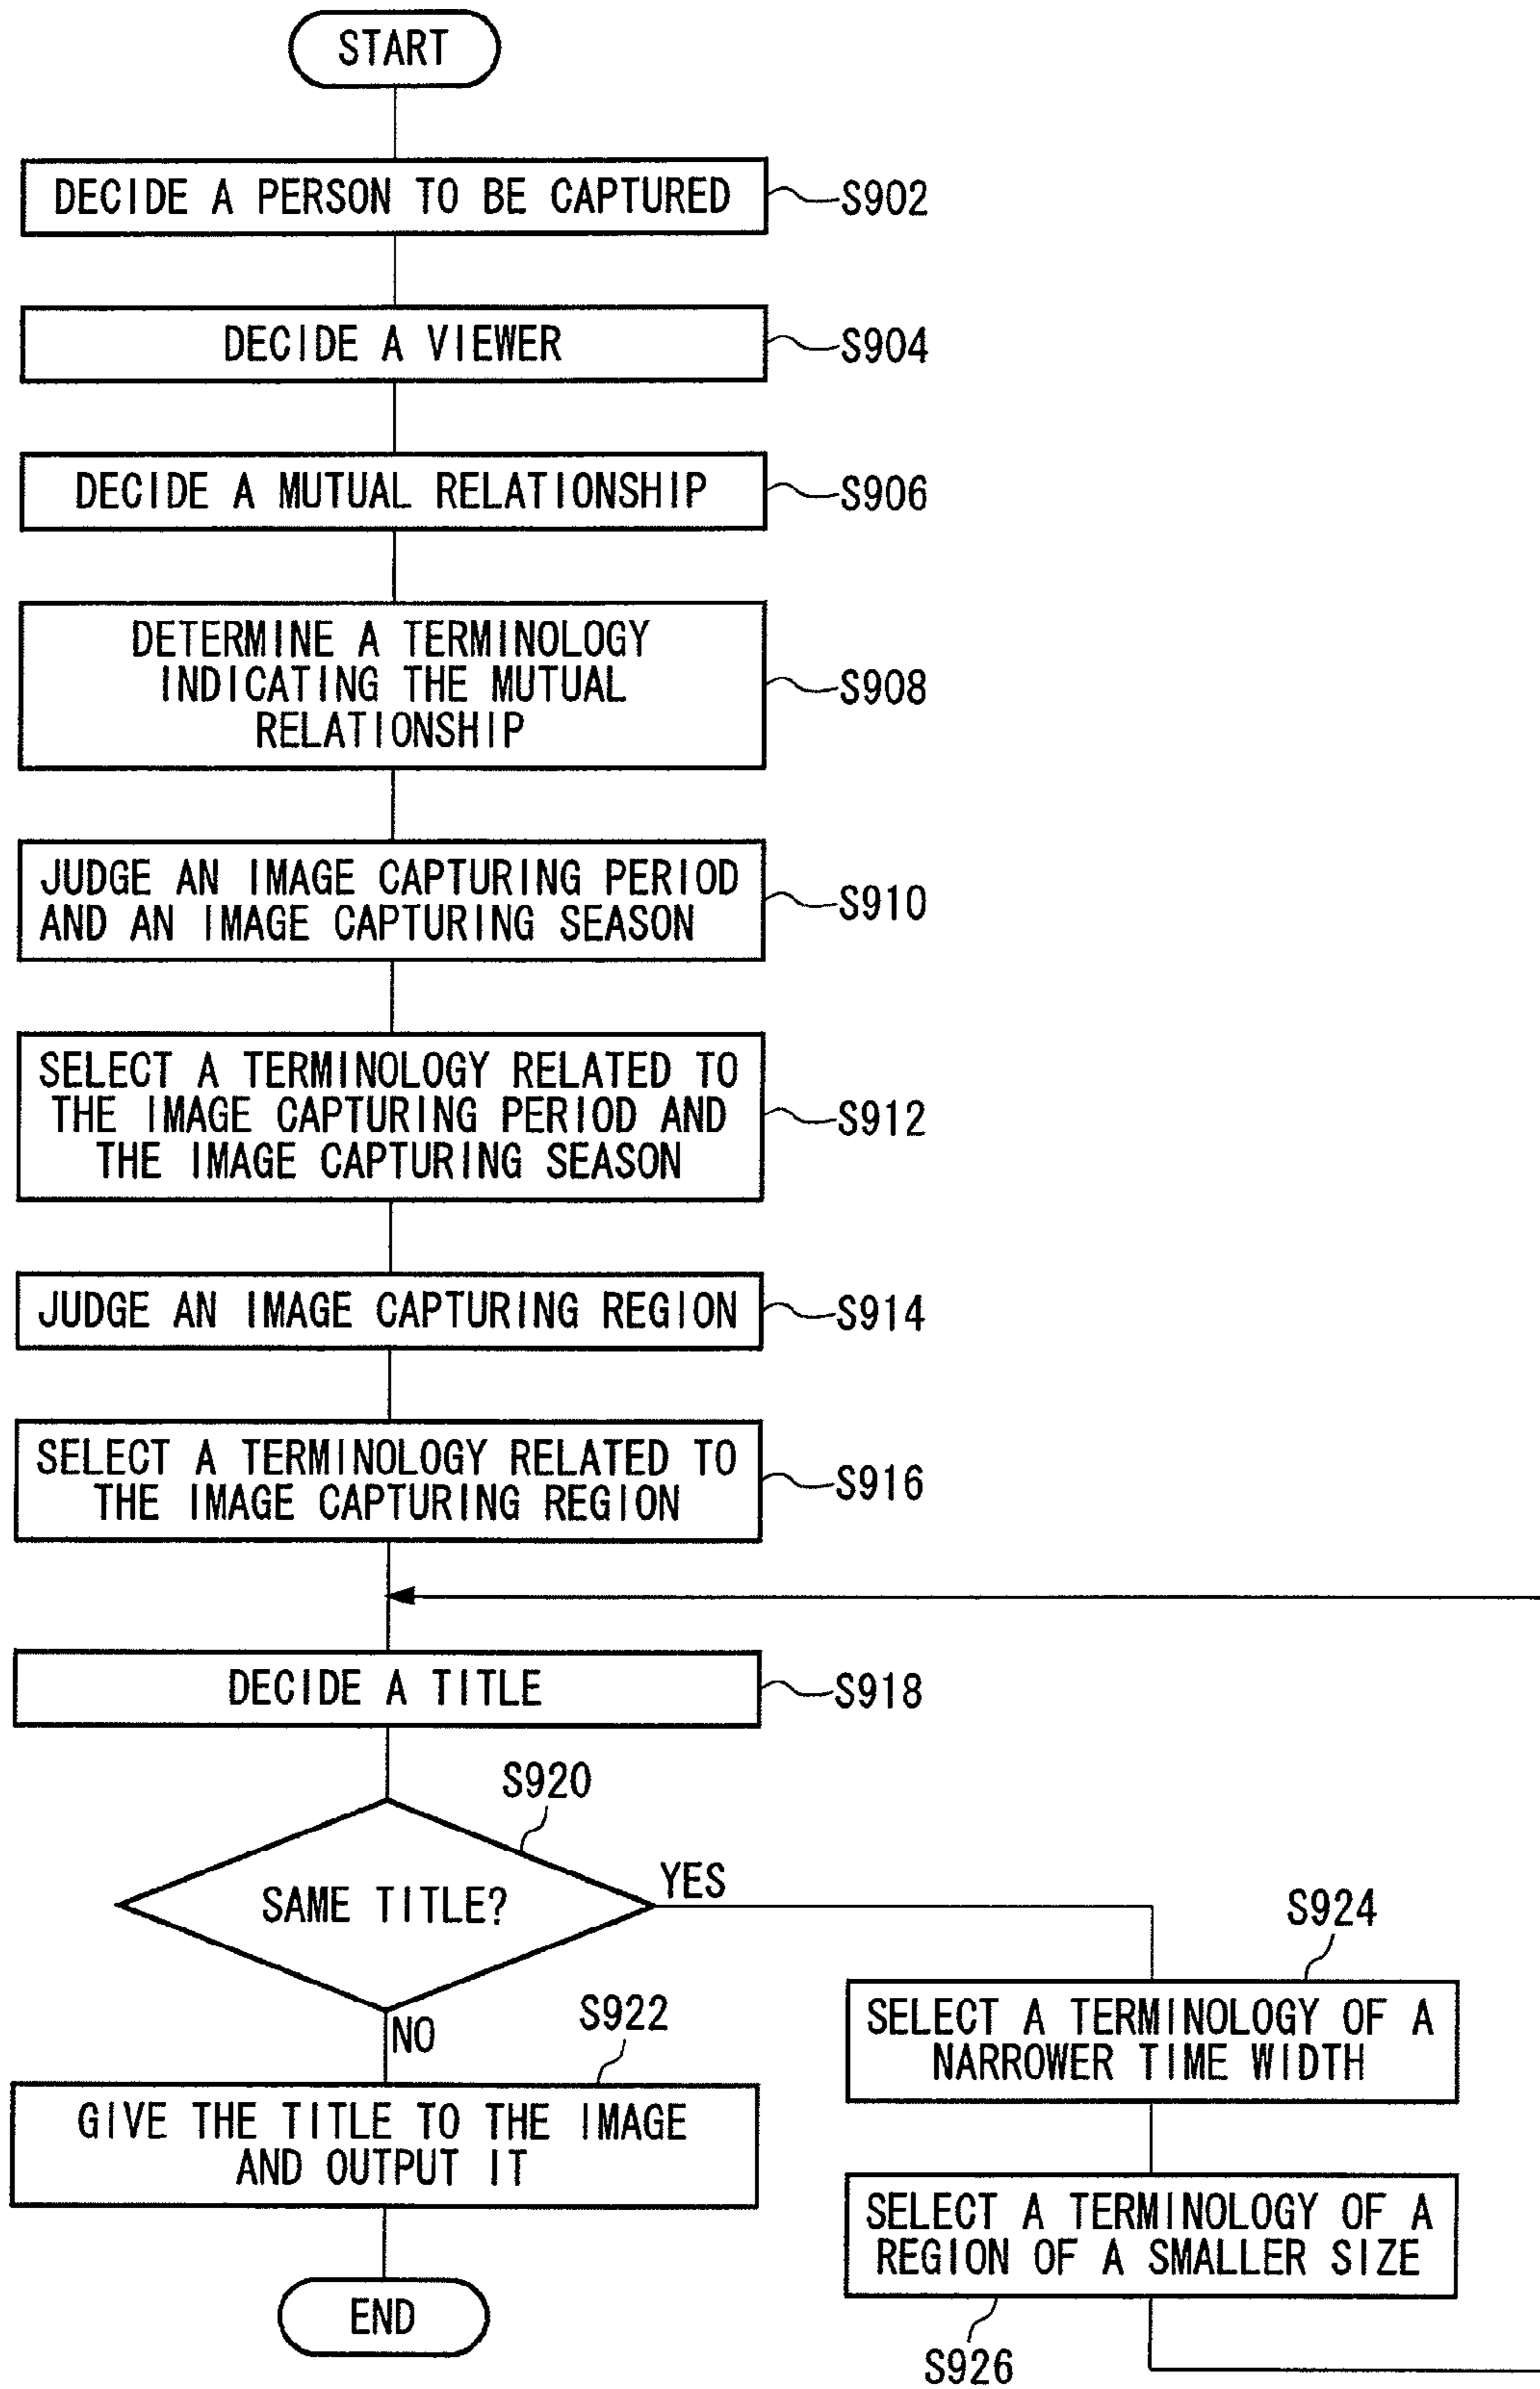 START
DECIDE A PERSON TO BE CAPTURED
S902
DECIDE A VIEWER
S904
DECIDE A MUTUAL RELATIONSHIP
S906
DETERMINE A TERMINOLOGY
INDICATING THE MUTUAL
RELATIONSHIP
S908
JUDGE AN IMAGE CAPTURING PERIOD
AND AN IMAGE CAPTURING SEASON
S910
SELECT A TERMINOLOGY RELATED TO
THE IMAGE CAPTURING PERIOD AND
THE IMAGE CAPTURING SEASON
S912
JUDGE AN IMAGE CAPTURING REGION
S914
SELECT A TERMINOLOGY RELATED TO
THE IMAGE CAPTURING REGION
S916
DECIDE A TITLE
S918
S920
SAME TITLE?
YES
NO
S922
GIVE THE TITLE TO THE IMAGE
AND OUTPUT IT
END
S924
SELECT A TERMINOLOGY OF A
NARROWER TIME WIDTH
SELECT A TERMINOLOGY OF A
REGION OF A SMALLER SIZE
S926